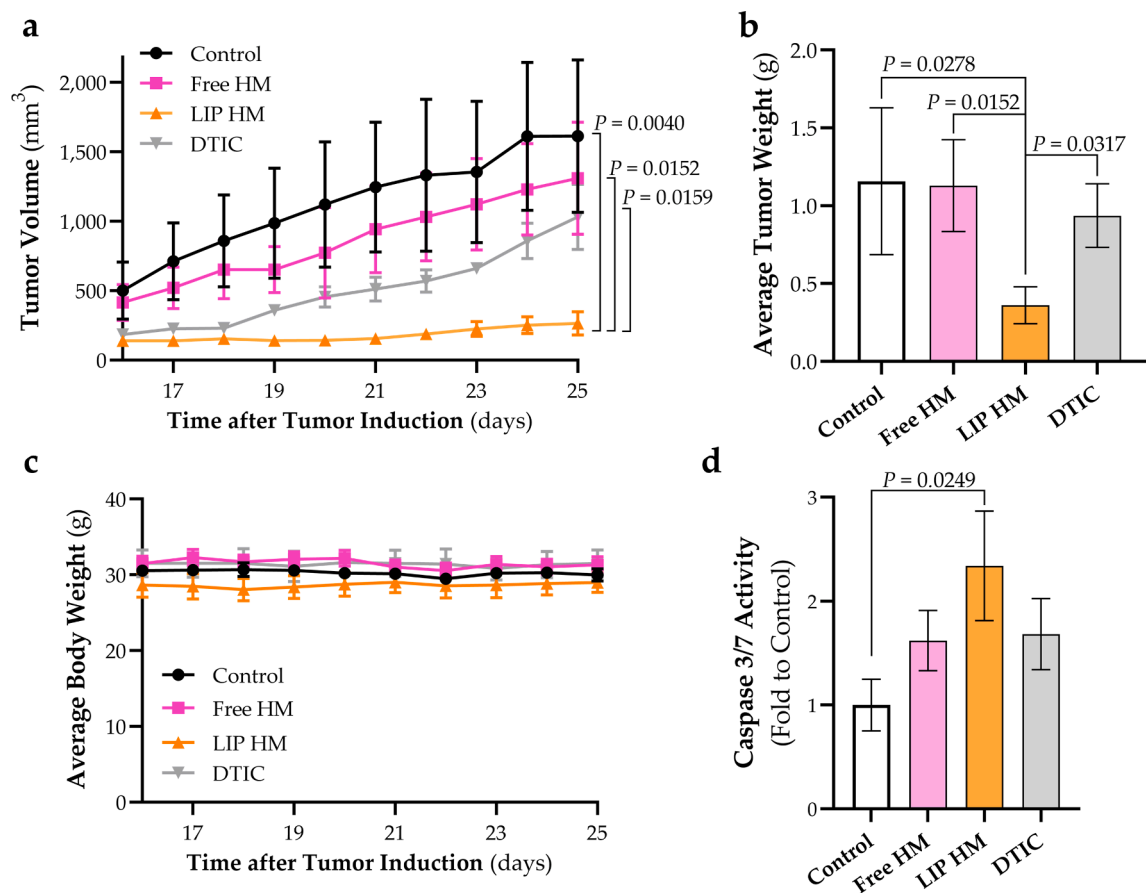 a
Tumor Volume (mm³)
2,000
1,500
1,000
500
0
Control
Free HM
LIP HM
DTIC
P = 0.0040
P = 0.0152
P = 0.0159
17 19 21 23 25
Time after Tumor Induction (days)
b
Average Tumor Weight (g)
2.0
1.5
1.0
0.5
0.0
P = 0.0278
P = 0.0152
P = 0.0317
Control Free HM LIP HM DTIC
c
Average Body Weight (g)
40
30
20
10
0
Control
Free HM
LIP HM
DTIC
17 19 21 23 25
Time after Tumor Induction (days)
d
Caspase 3/7 Activity
(Fold to Control)
3
2
1
0
P = 0.0249
Control Free HM LIP HM DTIC